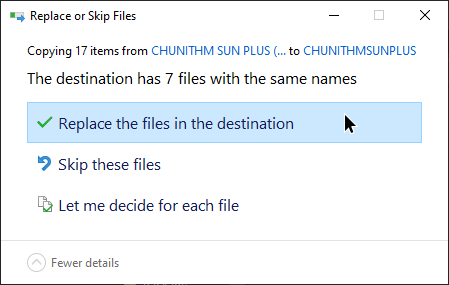 Replace or Skip Files
Copying 17 items from CHUNITHM SUN PLUS (... to CHUNITHMSUNPLUS
The destination has 7 files with the same names
Replace the files in the destination
Skip these files
Let me decide for each file
Fewer details